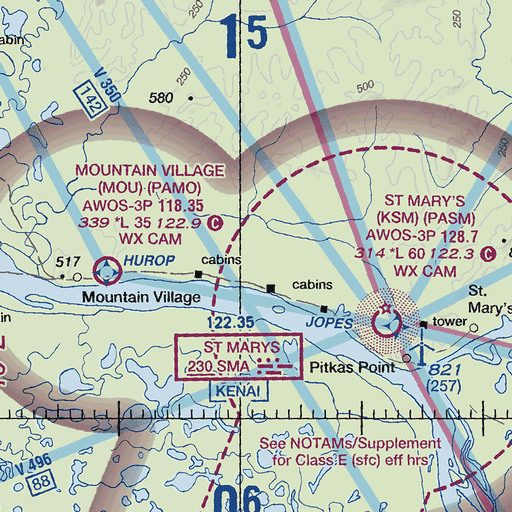 15
250
250
500
250
abin
V 350
142
580
MOUNTAIN VILLAGE
(MOU) (PAMO)
AWOS-3P 118.35
339 *L 35 122.9 C
WX CAM
ST MARY'S
(KSM) (PASM)
AWOS-3P 128.7
314 *L 60 122.3 C
WX CAM
517
HUROP
cabins
Mountain Village
cabins
St.
Mary's
122.35
JOPES
tower
ST MARYS
230 SMA
KENAI
Pitkas Point
821
(257)
See NOTAMs/Supplement
for Class E (sfc) eff hrs
V 496
88
06